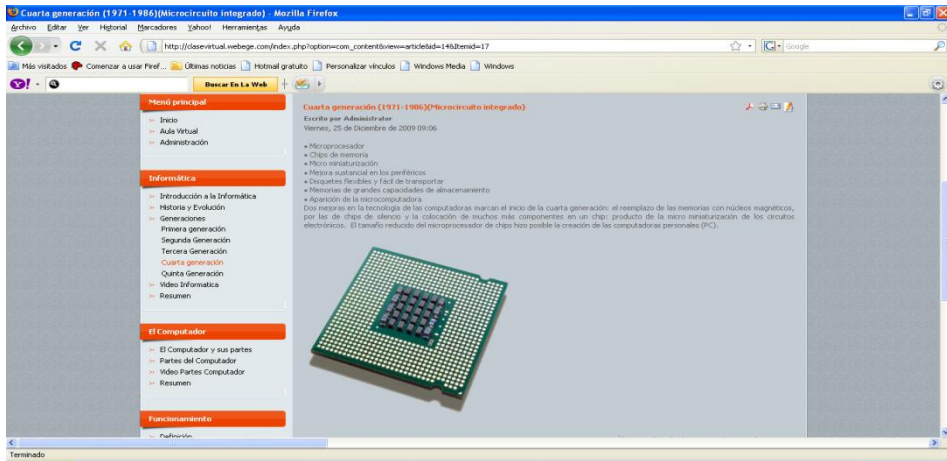 Cuarta generación (1971-1986)(Microcircuito integrado) - Mozilla Firefox
Archivo Editar Ver Historial Marcadores Yahoo! Herramientas Ayuda
http://clasevirtual.webege.com/index.php?option=com_content&view=article&id=14&Itemid=17
Google
Más visitados Comenzar a usar Firef... Últimas noticias Hotmail gratuito Personalizar vínculos Windows Media Windows
Y! Buscar En La Web
Menú principal
Inicio
Aula Virtual
Administración
Informática
Introducción a la Informática
Historia y Evolución
Generaciones
Primera generación
Segunda Generación
Tercera Generación
Cuarta generación
Quinta Generación
Video Informatica
Resumen
El Computador
El Computador y sus partes
Partes del Computador
Video Partes Computador
Resumen
Funcionamiento
Definición
Cuarta generación (1971-1986)(Microcircuito integrado)
Escrito por Administrator
Viernes, 25 de Diciembre de 2009 09:06
• Microprocesador
• Chips de memoria
• Micro miniaturización
• Mejora sustancial en los periféricos
• Disquetes flexibles y fácil de transportar
• Memorias de grandes capacidades de almacenamiento
• Aparición de la microcomputadora
Dos mejoras en la tecnología de las computadoras marcan el inicio de la cuarta generación: el reemplazo de las memorias con núcleos magnéticos,
por las de chips de silencio y la colocación de muchos más componentes en un chip: producto de la micro miniaturización de los circuitos
electrónicos. El tamaño reducido del microprocesador de chips hizo posible la creación de las computadoras personales (PC).
Terminado